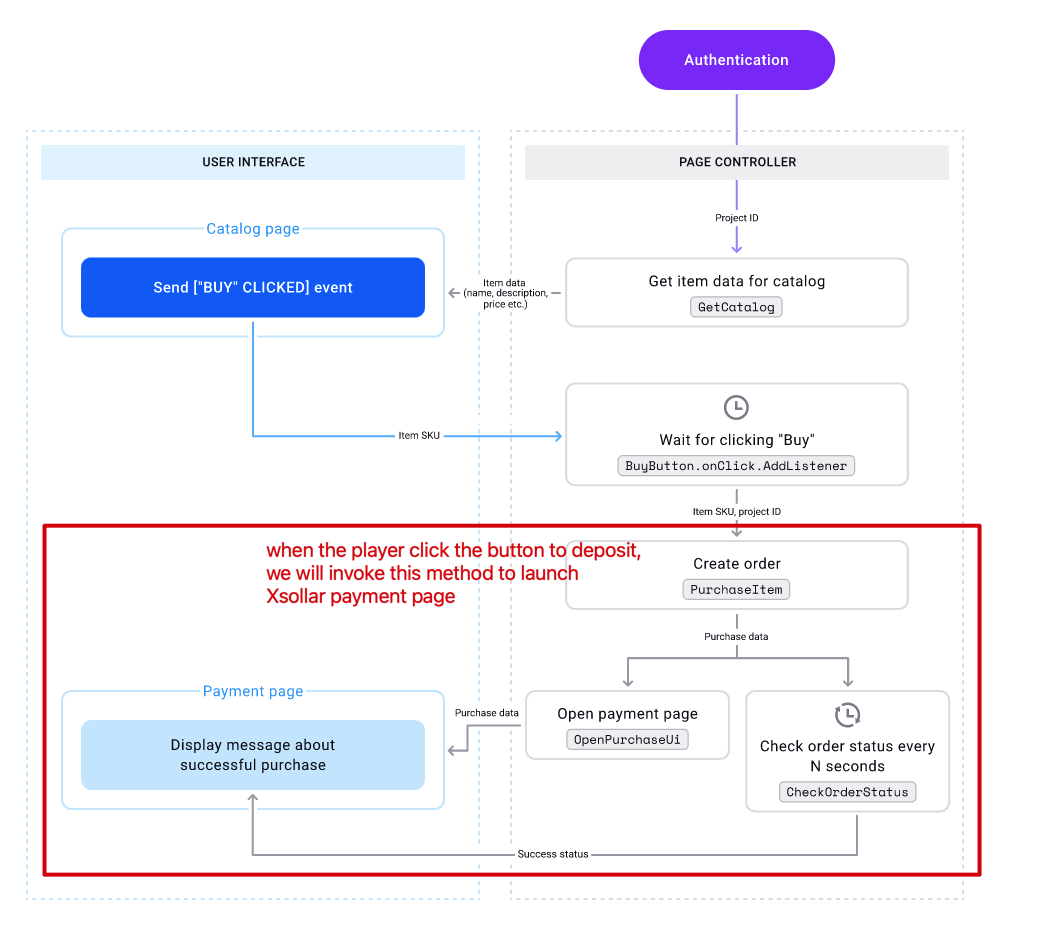 Authentication
USER INTERFACE
PAGE CONTROLLER
Project ID
Catalog page
Send ["BUY" CLICKED] event
Item data
(name, description,
price etc.)
Get item data for catalog
GetCatalog
Item SKU
Wait for clicking "Buy"
BuyButton.onClick.AddListener
Item SKU, project ID
when the player click the button to deposit,
we will invoke this method to launch
Xsollar payment page
Create order
PurchaseItem
Purchase data
Payment page
Display message about
successful purchase
Purchase data
Open payment page
OpenPurchaseUi
Check order status every
N seconds
CheckOrderStatus
Success status